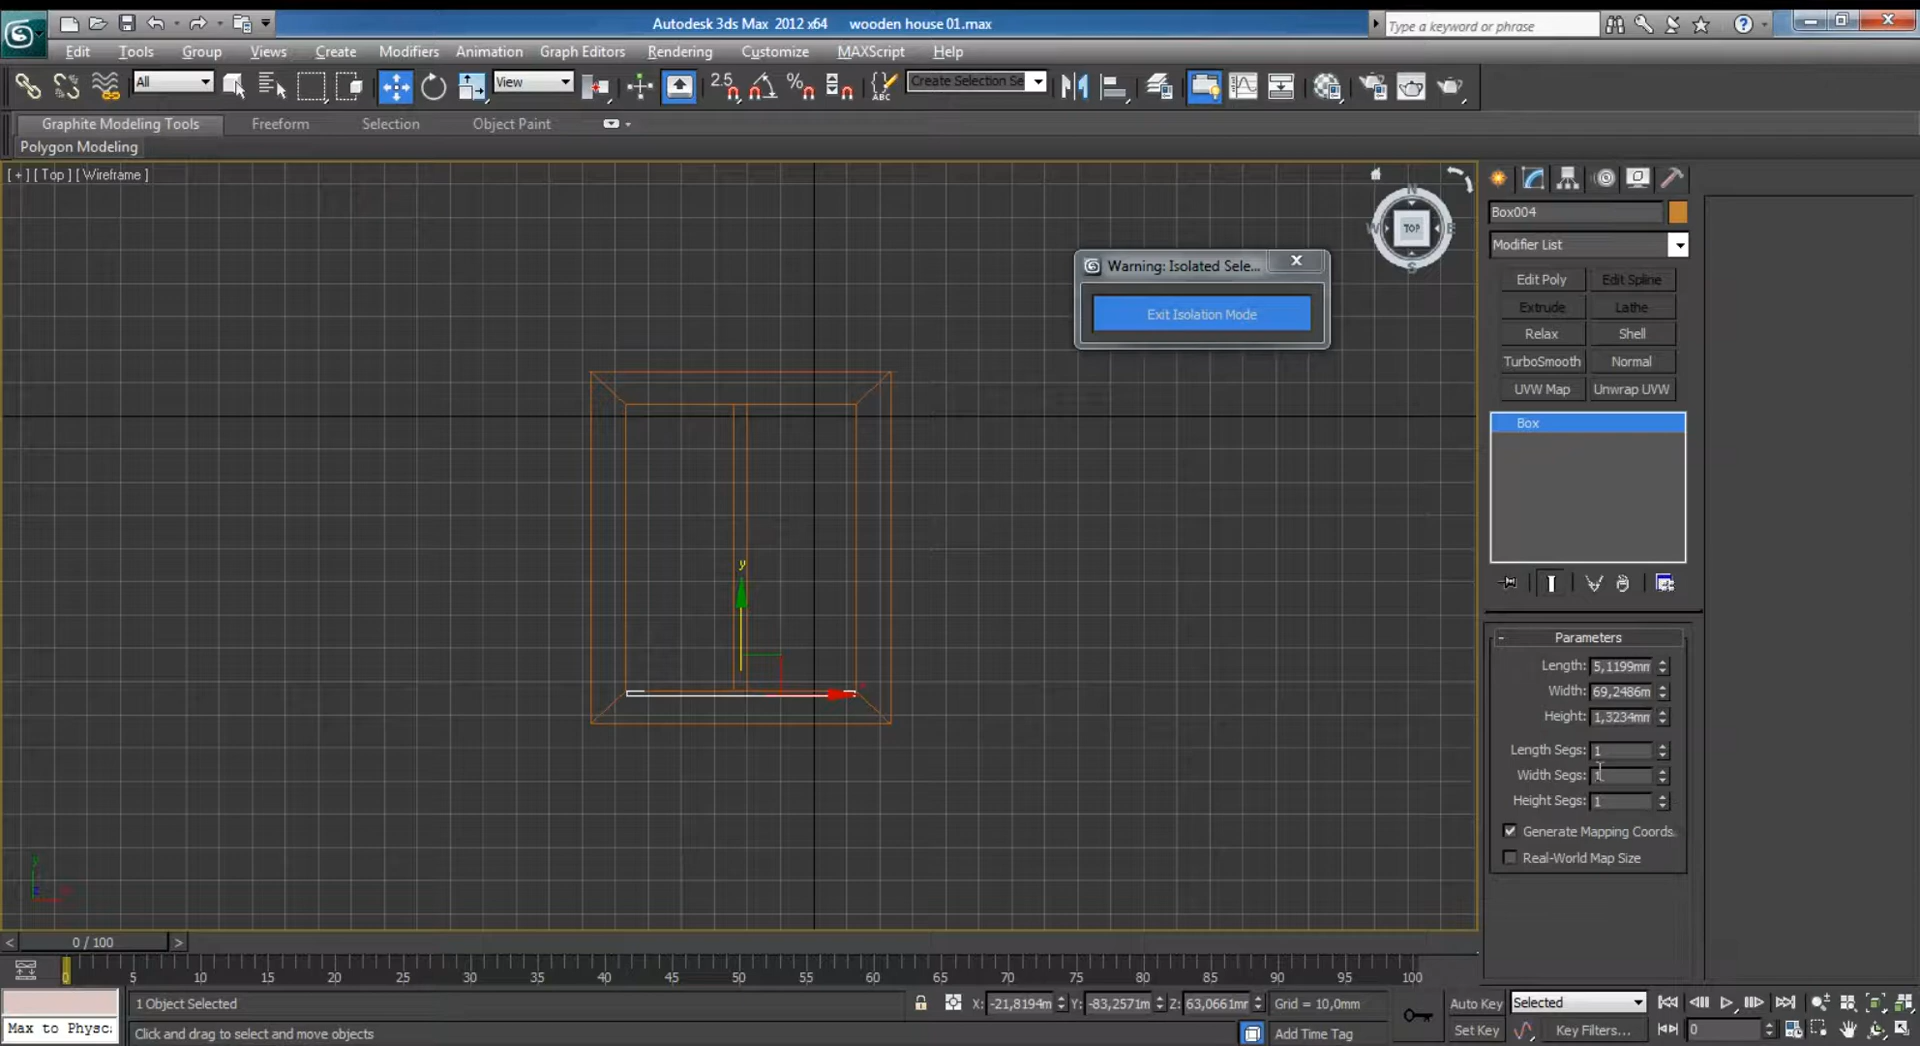 Autodesk 3ds Max 2012 x64 wooden house 01.max
Type a keyword or phrase
Edit Tools Group Views Create Modifiers Animation Graph Editors Rendering Customize MAXScript Help
All
View
2.5
ABC
Create Selection Se
Graphite Modeling Tools Freeform Selection Object Paint
Polygon Modeling
[ + ] [ Top ] [ Wireframe ]
N
W TOP E
S
Warning: Isolated Sele...
Exit Isolation Mode
y
Box004
Modifier List
Edit Poly Edit Spline
Extrude Lathe
Relax Shell
TurboSmooth Normal
UVW Map Unwrap UVW
Box
Parameters
Length: 5,1199mm
Width: 69,2486m
Height: 1,3234mm
Length Segs: 1
Width Segs: 1
Height Segs: 1
Generate Mapping Coords.
Real-World Map Size
y
z
< 0 / 100 >
0 5 10 15 20 25 30 35 40 45 50 55 60 65 70 75 80 85 90 95 100
1 Object Selected X: -21,8194m Y: -83,2571m Z: 63,0661mr Grid = 10,0mm Auto Key Selected
Max to Physc: Click and drag to select and move objects Add Time Tag Set Key Key Filters... 0